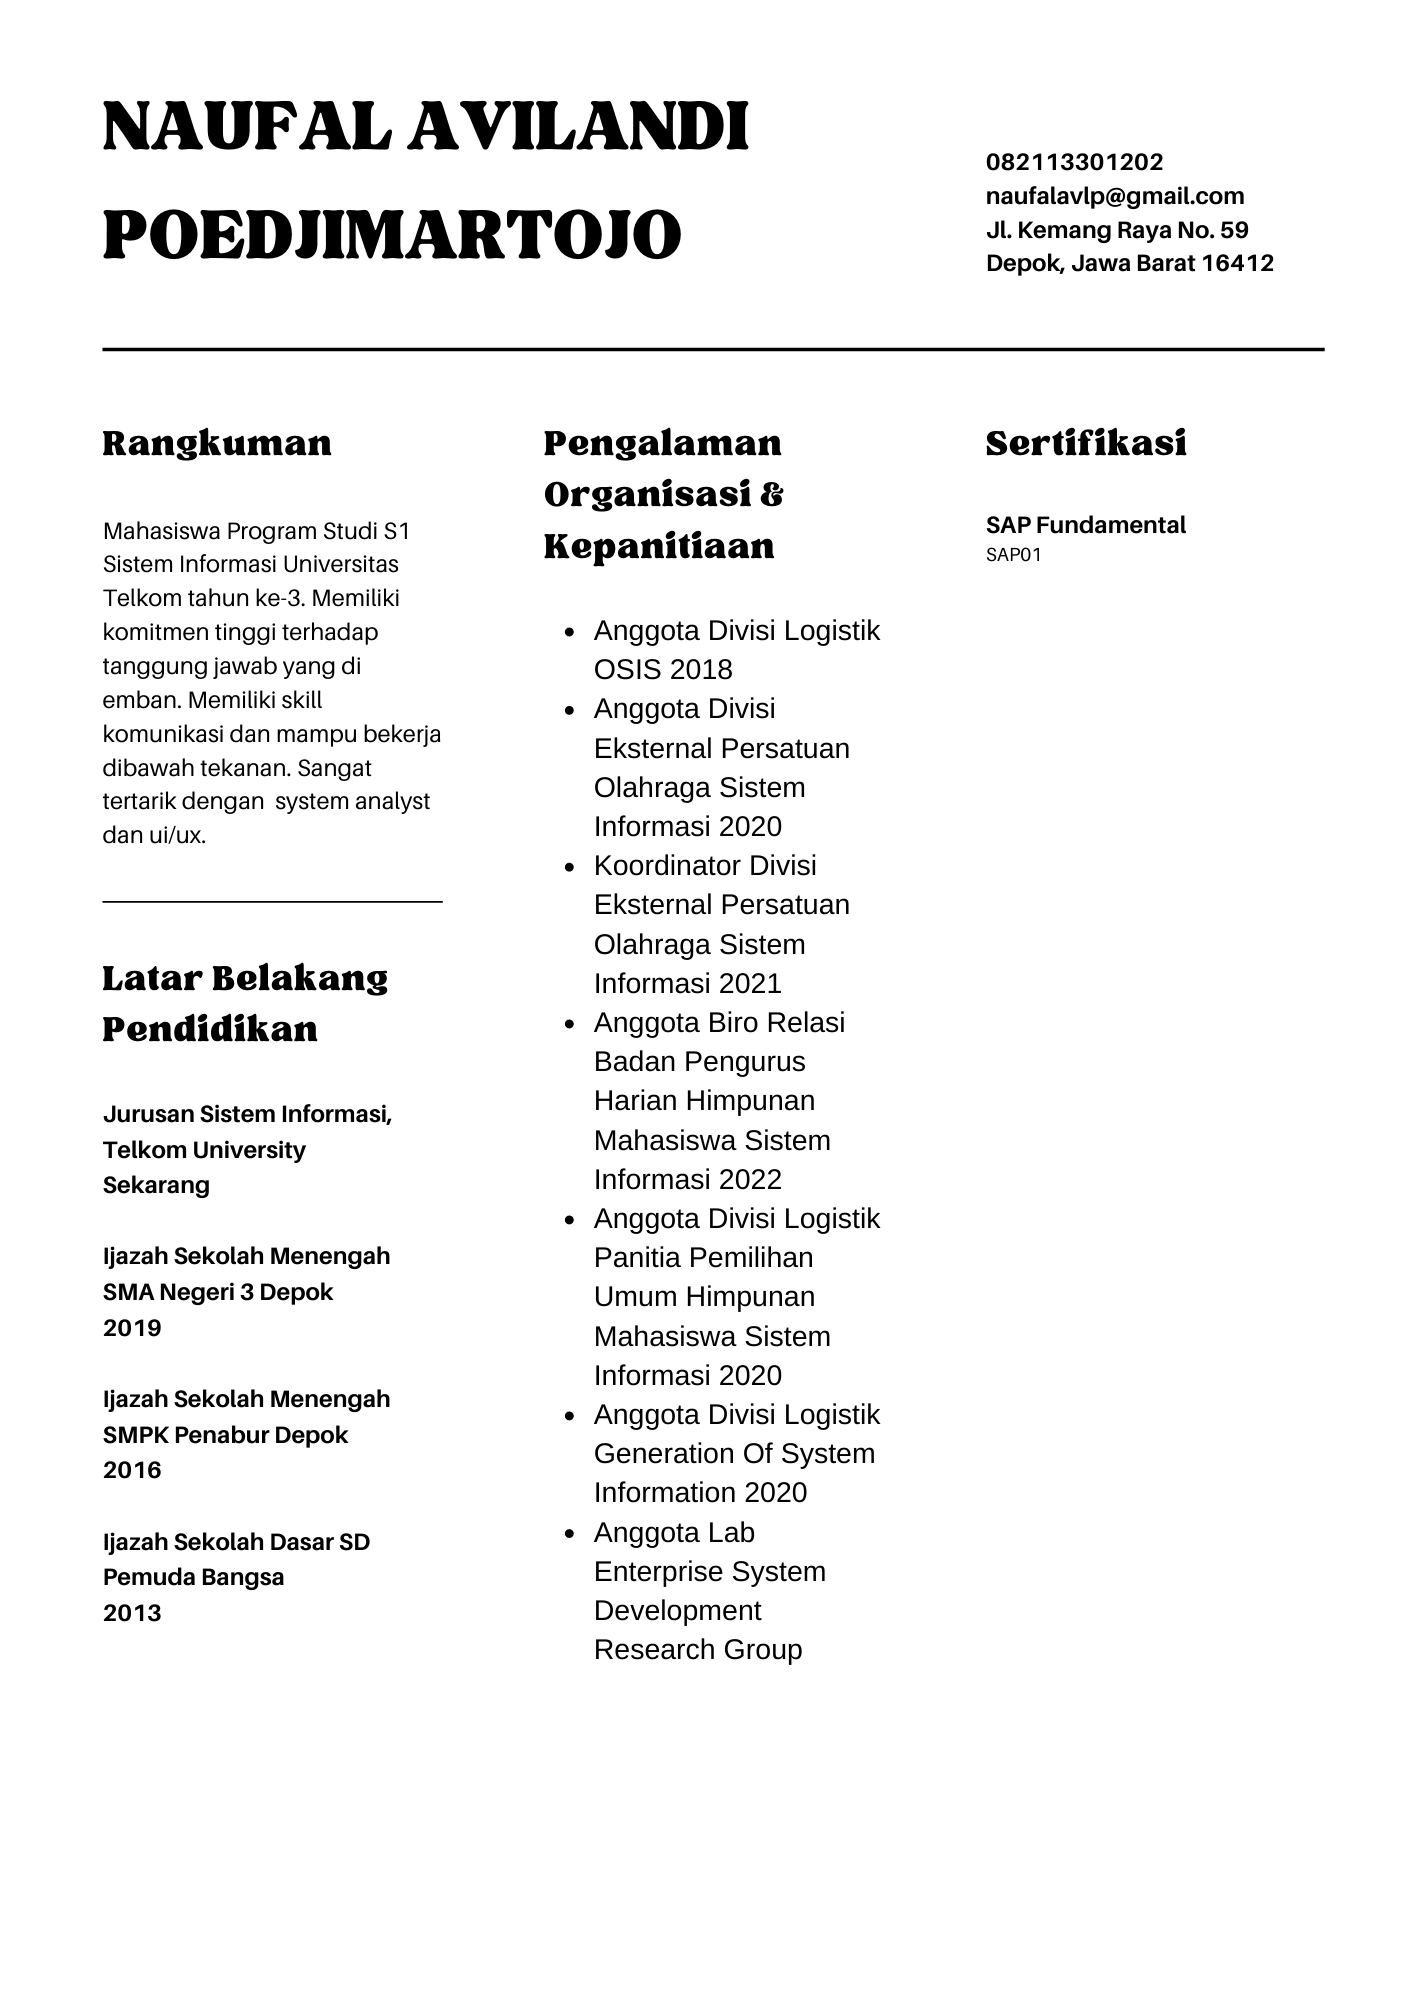 NAUFAL AVILANDI
POEDJIMARTOJO
082113301202
naufalavlp@gmail.com
Jl. Kemang Raya No. 59
Depok, Jawa Barat 16412
Rangkuman
Mahasiswa Program Studi S1
Sistem Informasi Universitas
Telkom tahun ke-3. Memiliki
komitmen tinggi terhadap
tanggung jawab yang di
emban. Memiliki skill
komunikasi dan mampu bekerja
dibawah tekanan. Sangat
tertarik dengan  system analyst
dan ui/ux.
Latar Belakang
Pendidikan
Jurusan Sistem Informasi,
Telkom University
Sekarang
Ijazah Sekolah Menengah
SMA Negeri 3 Depok
2019
Ijazah Sekolah Menengah
SMPK Penabur Depok
2016
Ijazah Sekolah Dasar SD
Pemuda Bangsa
2013
Pengalaman
Organisasi &
Kepanitiaan
• Anggota Divisi Logistik
OSIS 2018
• Anggota Divisi
Eksternal Persatuan
Olahraga Sistem
Informasi 2020
• Koordinator Divisi
Eksternal Persatuan
Olahraga Sistem
Informasi 2021
• Anggota Biro Relasi
Badan Pengurus
Harian Himpunan
Mahasiswa Sistem
Informasi 2022
• Anggota Divisi Logistik
Panitia Pemilihan
Umum Himpunan
Mahasiswa Sistem
Informasi 2020
• Anggota Divisi Logistik
Generation Of System
Information 2020
• Anggota Lab
Enterprise System
Development
Research Group
Sertifikasi
SAP Fundamental
SAP01